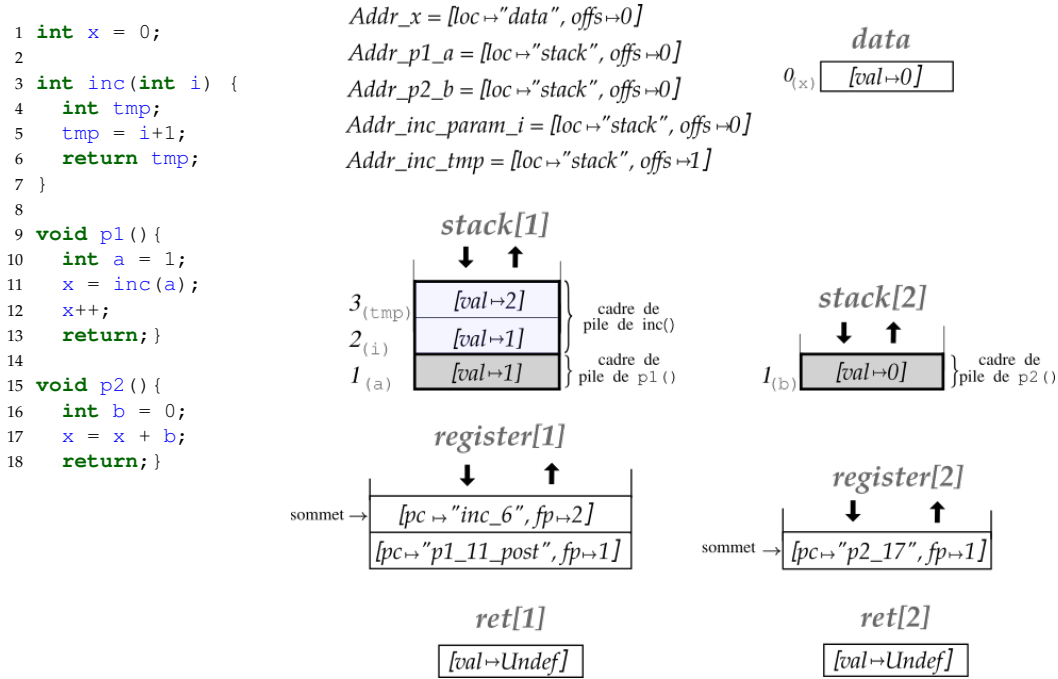 1 int x = 0;
2
3 int inc(int i) {
4   int tmp;
5   tmp = i+1;
6   return tmp;
7 }
8
9 void p1(){
10   int a = 1;
11   x = inc(a);
12   x++;
13   return;}
14
15 void p2(){
16   int b = 0;
17   x = x + b;
18   return;}
Addr_x = [loc↦"data", offs↦0]
Addr_p1_a = [loc↦"stack", offs↦0]
Addr_p2_b = [loc↦"stack", offs↦0]
Addr_inc_param_i = [loc↦"stack", offs↦0]
Addr_inc_tmp = [loc↦"stack", offs↦1]
data
0(x) [val↦0]
stack[1]
3(tmp) [val↦2]
2(i) [val↦1]
cadre de
pile de inc()
1(a) [val↦1]
cadre de
pile de p1()
stack[2]
1(b) [val↦0]
cadre de
pile de p2()
register[1]
sommet → [pc ↦ "inc_6", fp↦2]
[pc↦"p1_11_post", fp↦1]
register[2]
sommet → [pc↦"p2_17", fp↦1]
ret[1]
[val↦Undef]
ret[2]
[val↦Undef]